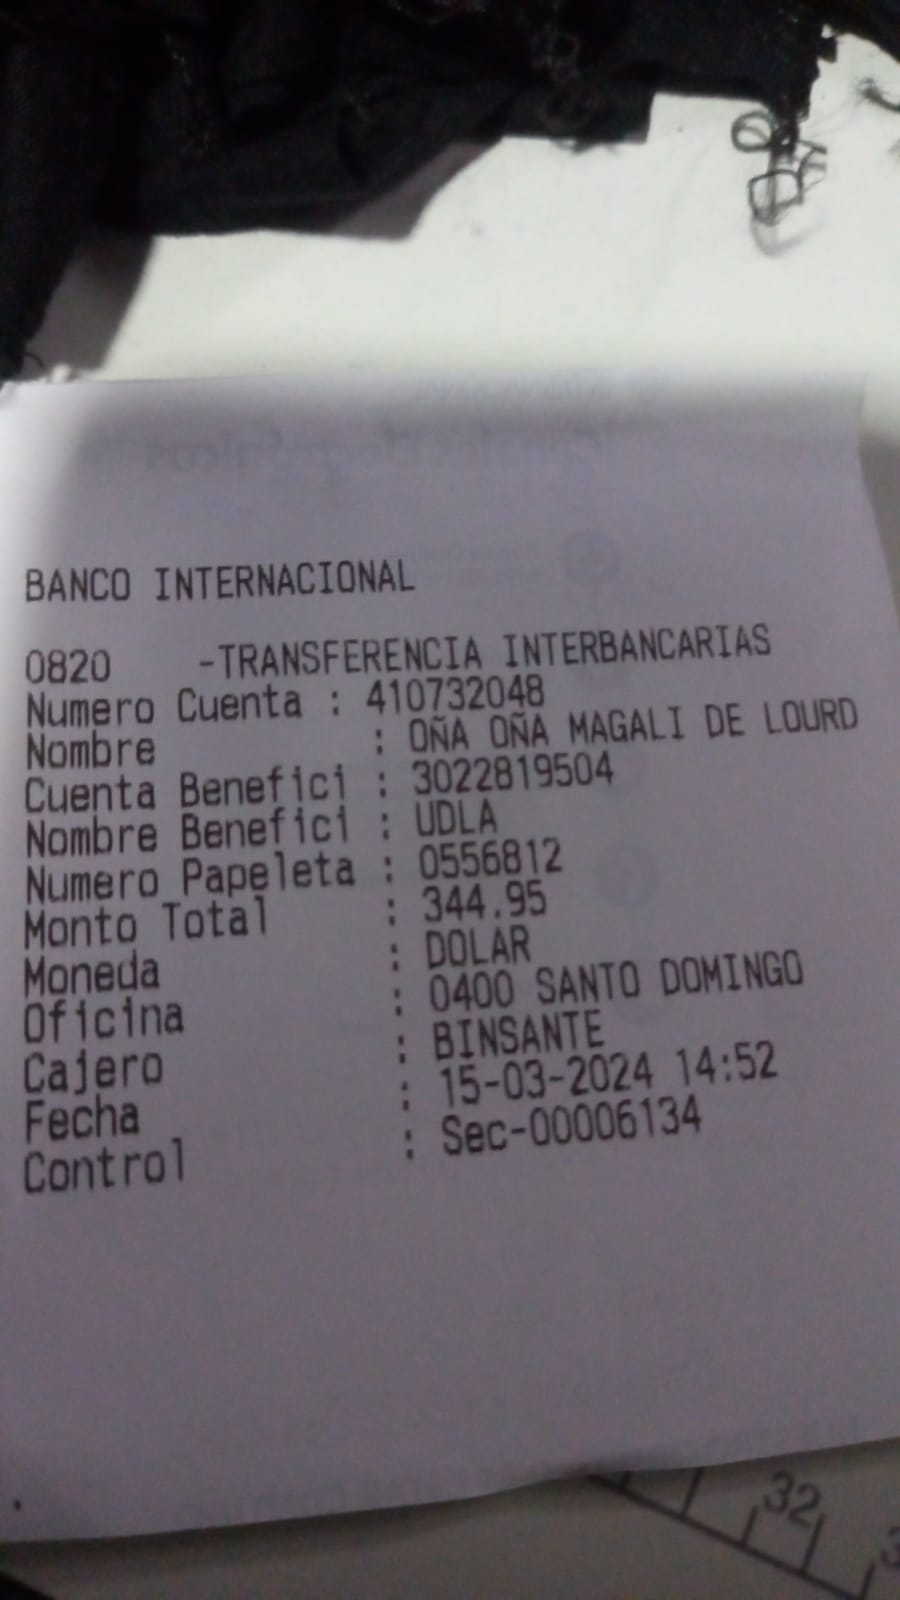 BANCO INTERNACIONAL
0820 -TRANSFERENCIA INTERBANCARIAS
Numero Cuenta : 410732048
Nombre : OÑA OÑA MAGALI DE LOURD
Cuenta Benefici : 3022819504
Nombre Benefici : UDLA
Numero Papeleta : 0556812
Monto Total : 344.95
Moneda : DOLAR
Oficina : 0400 SANTO DOMINGO
Cajero : BINSANTE
Fecha : 15-03-2024 14:52
Control : Sec-00006134
32